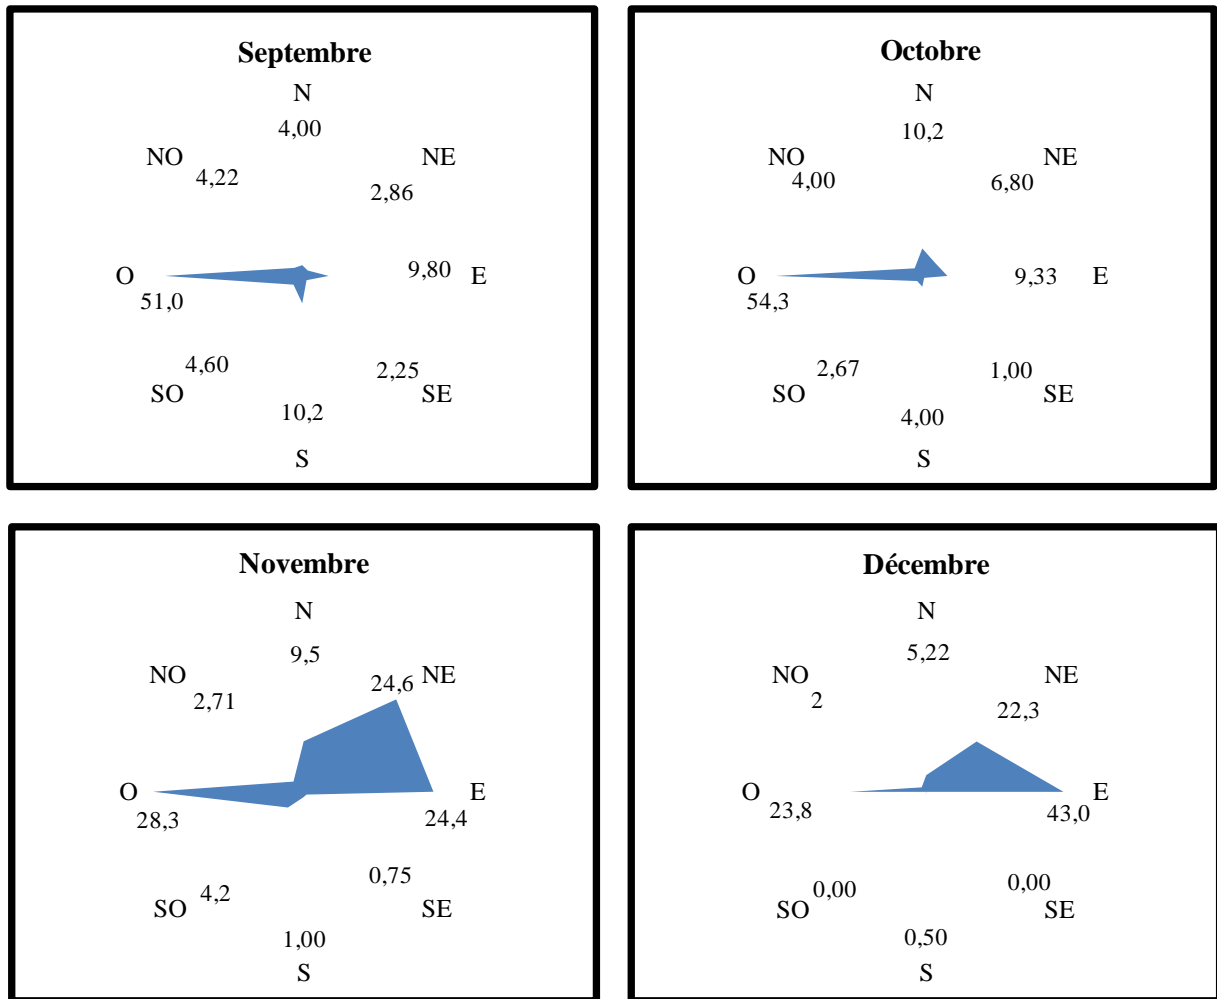 Septembre
N
4,00
NO
NE
4,22
2,86
O
9,80
E
51,0
4,60
2,25
SO
SE
10,2
S
Octobre
N
10,2
NO
NE
4,00
6,80
O
9,33
E
54,3
2,67
1,00
SO
SE
4,00
S
Novembre
N
9,5
NO
NE
2,71
24,6
O
E
28,3
24,4
4,2
0,75
SO
SE
1,00
S
Décembre
N
5,22
NO
NE
2
22,3
O
E
23,8
43,0
0,00
0,00
SO
SE
0,50
S